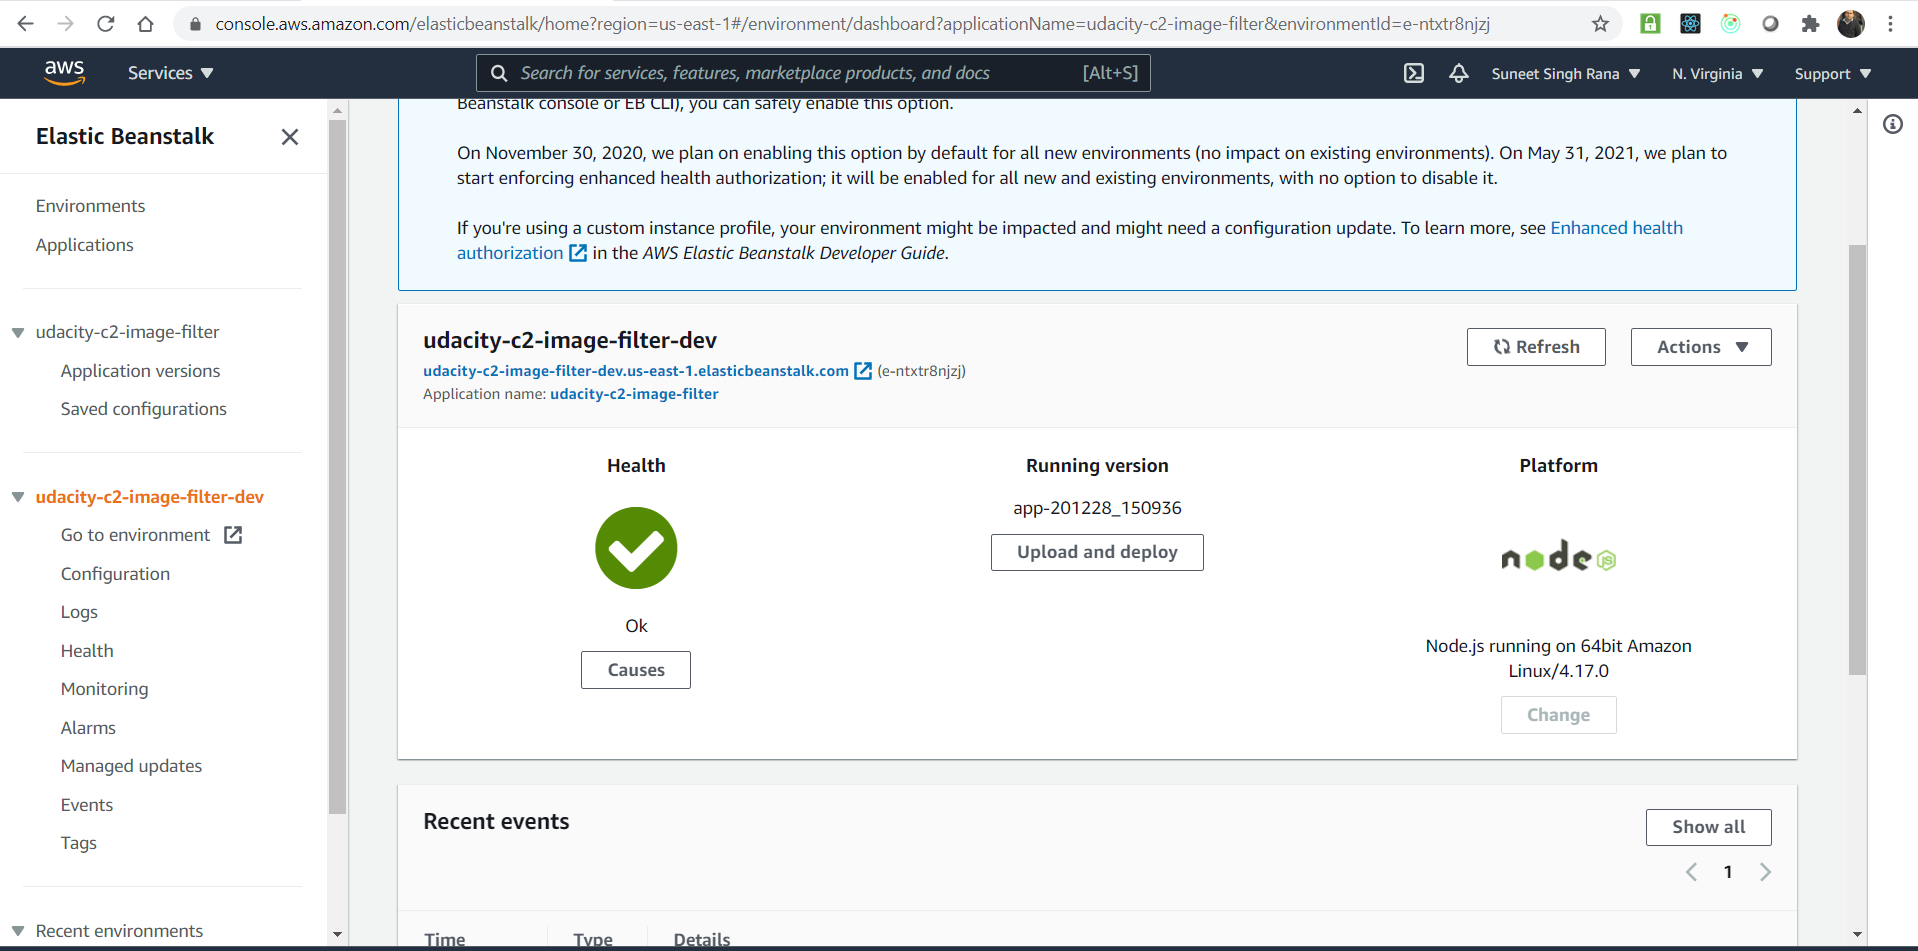 console.aws.amazon.com/elasticbeanstalk/home?region=us-east-1#/environment/dashboard?applicationName=udacity-c2-image-filter&environmentId=e-ntxtr8njzj
aws
Services
Search for services, features, marketplace products, and docs
[Alt+S]
Suneet Singh Rana
N. Virginia
Support
Elastic Beanstalk
Environments
Applications
udacity-c2-image-filter
Application versions
Saved configurations
udacity-c2-image-filter-dev
Go to environment
Configuration
Logs
Health
Monitoring
Alarms
Managed updates
Events
Tags
Recent environments
Beanstalk console or EB CLI), you can safely enable this option.
On November 30, 2020, we plan on enabling this option by default for all new environments (no impact on existing environments). On May 31, 2021, we plan to
start enforcing enhanced health authorization; it will be enabled for all new and existing environments, with no option to disable it.
If you're using a custom instance profile, your environment might be impacted and might need a configuration update. To learn more, see Enhanced health
authorization in the AWS Elastic Beanstalk Developer Guide.
udacity-c2-image-filter-dev
udacity-c2-image-filter-dev.us-east-1.elasticbeanstalk.com (e-ntxtr8njzj)
Application name: udacity-c2-image-filter
Refresh
Actions
Health
Ok
Causes
Running version
app-201228_150936
Upload and deploy
Platform
node JS
Node.js running on 64bit Amazon
Linux/4.17.0
Change
Recent events
Show all
1
Time
Type
Details